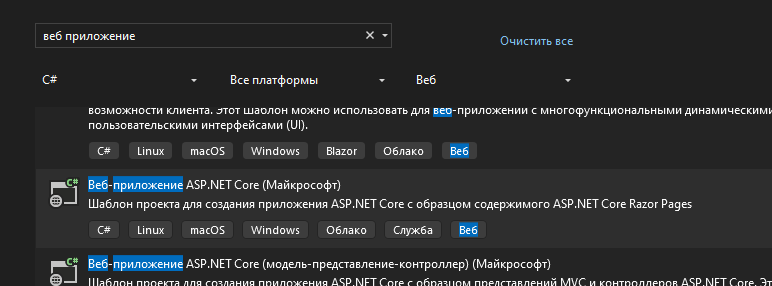 веб приложение
Очистить все
C#
Все платформы
Веб
возможности клиента. Этот шаблон можно использовать для веб-приложений с многофункциональными динамическими
пользовательскими интерфейсами (UI).
C# Linux macOS Windows Blazor Облако Веб
Веб-приложение ASP.NET Core (Майкрософт)
Шаблон проекта для создания приложения ASP.NET Core с образцом содержимого ASP.NET Core Razor Pages
C# Linux macOS Windows Облако Служба Веб
Веб-приложение ASP.NET Core (модель-представление-контроллер) (Майкрософт)
Шаблон проекта для создания приложения ASP.NET Core с образцом представлений MVC и контроллеров ASP.NET Core.